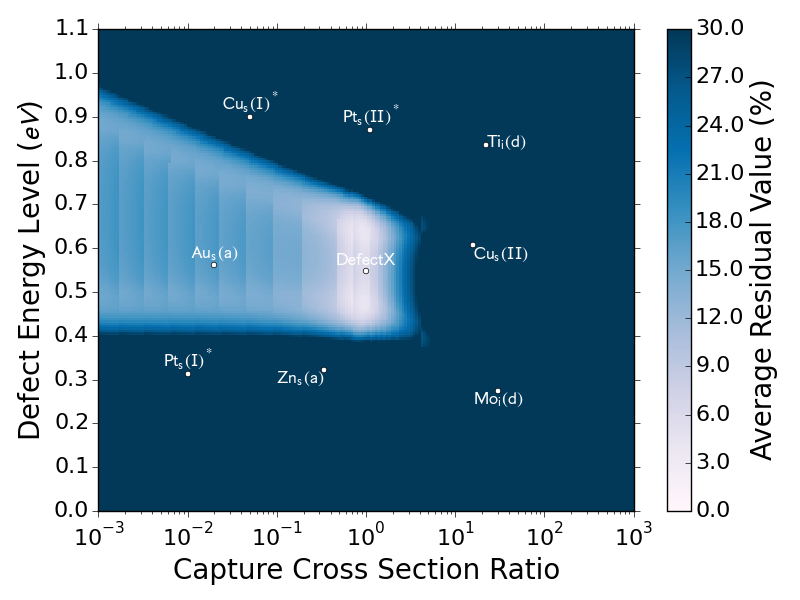 1.1
1.0
0.9
0.8
0.7
0.6
0.5
0.4
0.3
0.2
0.1
0.0
Defect Energy Level (eV)
Cuₛ(I)*
Ptₛ(II)*
Tiᵢ(d)
Auₛ(a)
DefectX
Cuₛ(II)
Ptₛ(I)*
Znₛ(a)
Moᵢ(d)
10⁻³ 10⁻² 10⁻¹ 10⁰ 10¹ 10² 10³
Capture Cross Section Ratio
30.0
27.0
24.0
21.0
18.0
15.0
12.0
9.0
6.0
3.0
0.0
Average Residual Value (%)